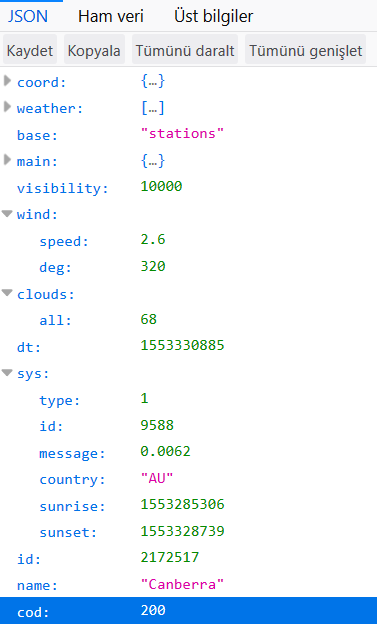 JSON Ham veri Üst bilgiler
Kaydet Kopyala Tümünü daralt Tümünü genişlet
coord: {…}
weather: […]
base: "stations"
main: {…}
visibility: 10000
wind:
speed: 2.6
deg: 320
clouds:
all: 68
dt: 1553330885
sys:
type: 1
id: 9588
message: 0.0062
country: "AU"
sunrise: 1553285306
sunset: 1553328739
id: 2172517
name: "Canberra"
cod: 200